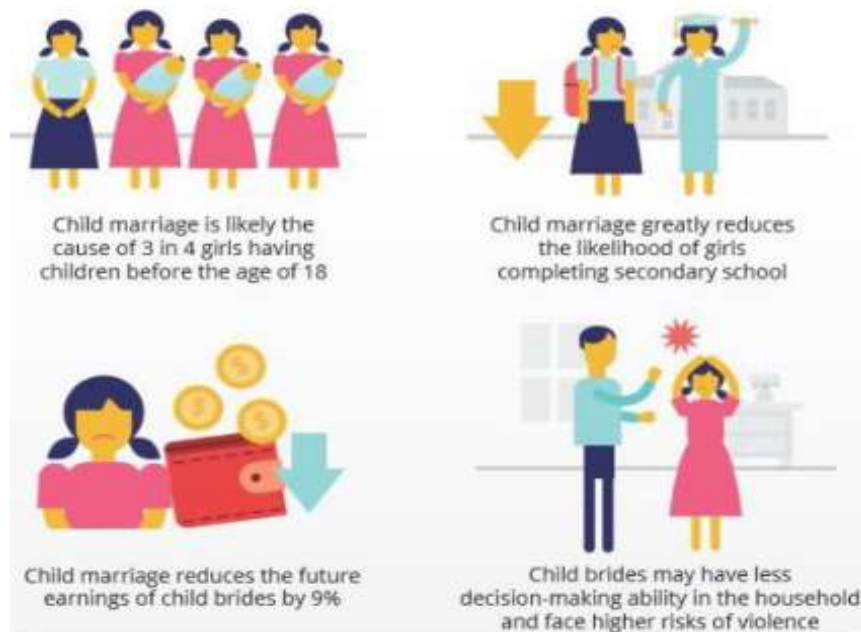 Child marriage is likely the
cause of 3 in 4 girls having
children before the age of 18
Child marriage greatly reduces
the likelihood of girls
completing secondary school
Child marriage reduces the future
earnings of child brides by 9%
Child brides may have less
decision-making ability in the household
and face higher risks of violence